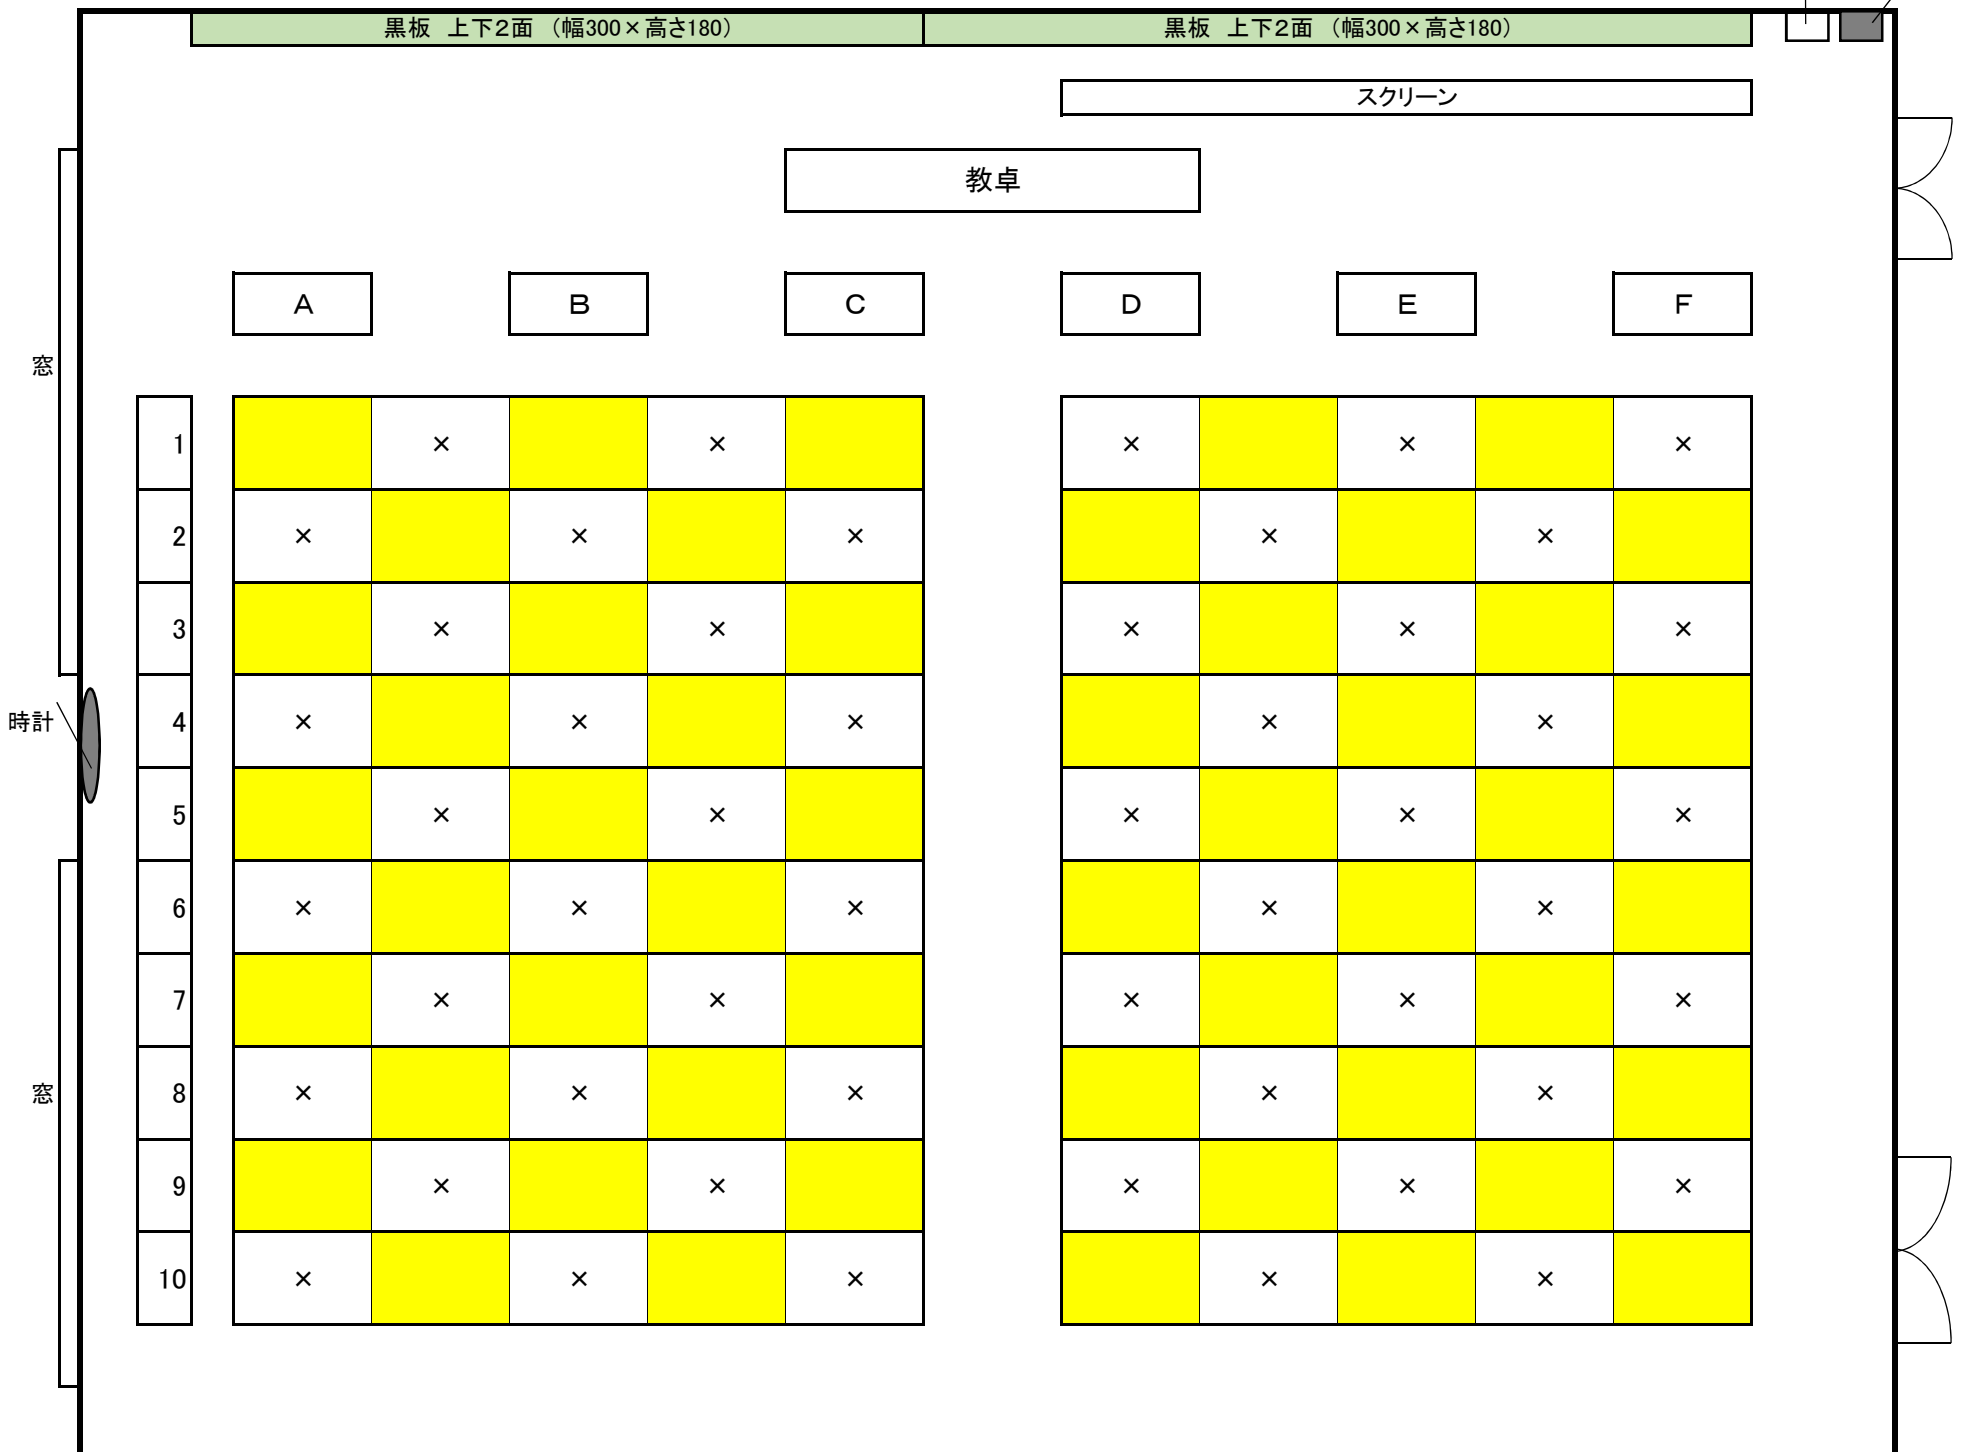 黒板　上下２面　（幅300×高さ180）　黒板　上下２面　（幅300×高さ180）
スクリーン
教卓
A　B　C　D　E　F
窓
1　×　×　×　×　×
2　×　×　×　×　×
3　×　×　×　×　×
時計　4　×　×　×　×　×
5　×　×　×　×　×
6　×　×　×　×　×
7　×　×　×　×　×
窓　8　×　×　×　×　×
9　×　×　×　×　×
10　×　×　×　×　×